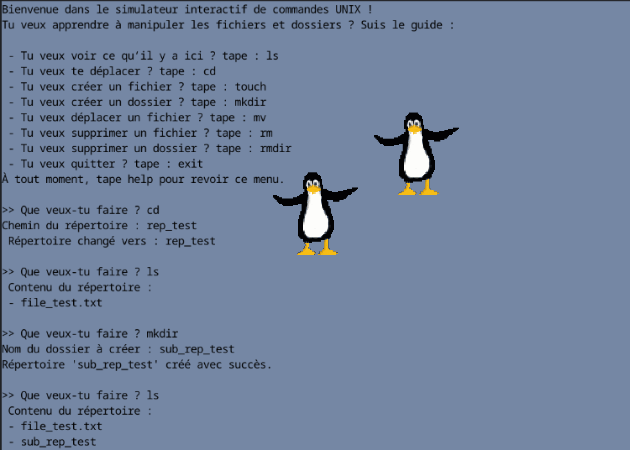 Bienvenue dans le simulateur interactif de commandes UNIX !
Tu veux apprendre à manipuler les fichiers et dossiers ? Suis le guide :
- Tu veux voir ce qu’il y a ici ? tape : ls
- Tu veux te déplacer ? tape : cd
- Tu veux créer un fichier ? tape : touch
- Tu veux créer un dossier ? tape : mkdir
- Tu veux déplacer un fichier ? tape : mv
- Tu veux supprimer un fichier ? tape : rm
- Tu veux supprimer un dossier ? tape : rmdir
- Tu veux quitter ? tape : exit
À tout moment, tape help pour revoir ce menu.
>> Que veux-tu faire ? cd
Chemin du répertoire : rep_test
Répertoire changé vers : rep_test
>> Que veux-tu faire ? ls
Contenu du répertoire :
- file_test.txt
>> Que veux-tu faire ? mkdir
Nom du dossier à créer : sub_rep_test
Répertoire 'sub_rep_test' créé avec succès.
>> Que veux-tu faire ? ls
Contenu du répertoire :
- file_test.txt
- sub_rep_test